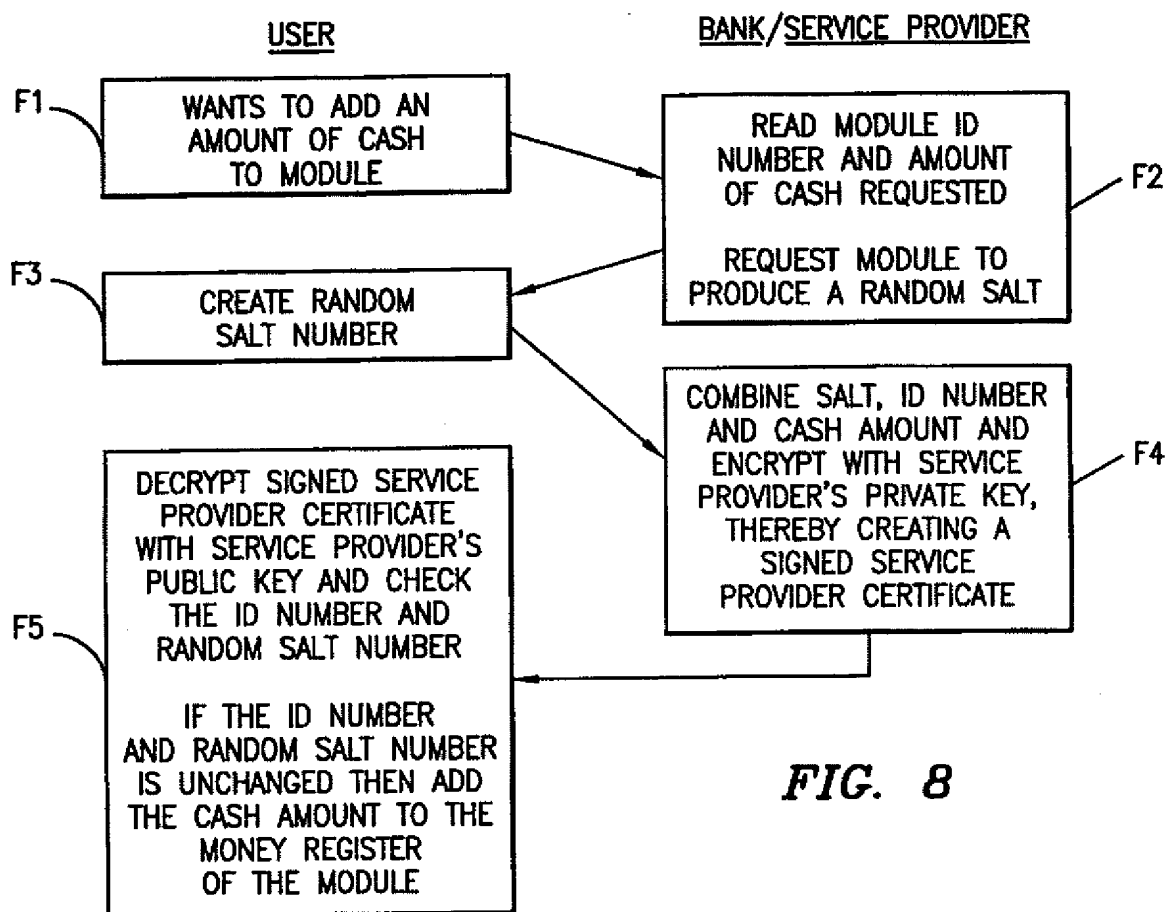 USER
BANK/SERVICE PROVIDER
F1
WANTS TO ADD AN
AMOUNT OF CASH
TO MODULE
READ MODULE ID
NUMBER AND AMOUNT
OF CASH REQUESTED
REQUEST MODULE TO
PRODUCE A RANDOM SALT
F2
F3
CREATE RANDOM
SALT NUMBER
COMBINE SALT, ID NUMBER
AND CASH AMOUNT AND
ENCRYPT WITH SERVICE
PROVIDER'S PRIVATE KEY,
THEREBY CREATING A
SIGNED SERVICE
PROVIDER CERTIFICATE
F4
F5
DECRYPT SIGNED SERVICE
PROVIDER CERTIFICATE
WITH SERVICE PROVIDER'S
PUBLIC KEY AND CHECK
THE ID NUMBER AND
RANDOM SALT NUMBER
IF THE ID NUMBER
AND RANDOM SALT NUMBER
IS UNCHANGED THEN ADD
THE CASH AMOUNT TO THE
MONEY REGISTER
OF THE MODULE
FIG. 8